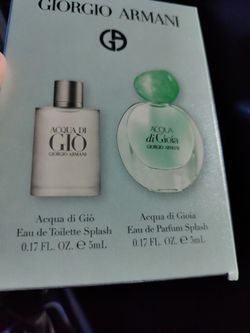 GIORGIO ARMANI
ACQUA DI
GIÒ
GIORGIO ARMANI
ACQUA
di Gioia
GIORGIO ARMANI
Acqua di Giò
Eau de Toilette Splash
0.17 FL. OZ. ℮ 5mL
Acqua di Gioia
Eau de Parfum Splash
0.17 FL. OZ. ℮ 5mL